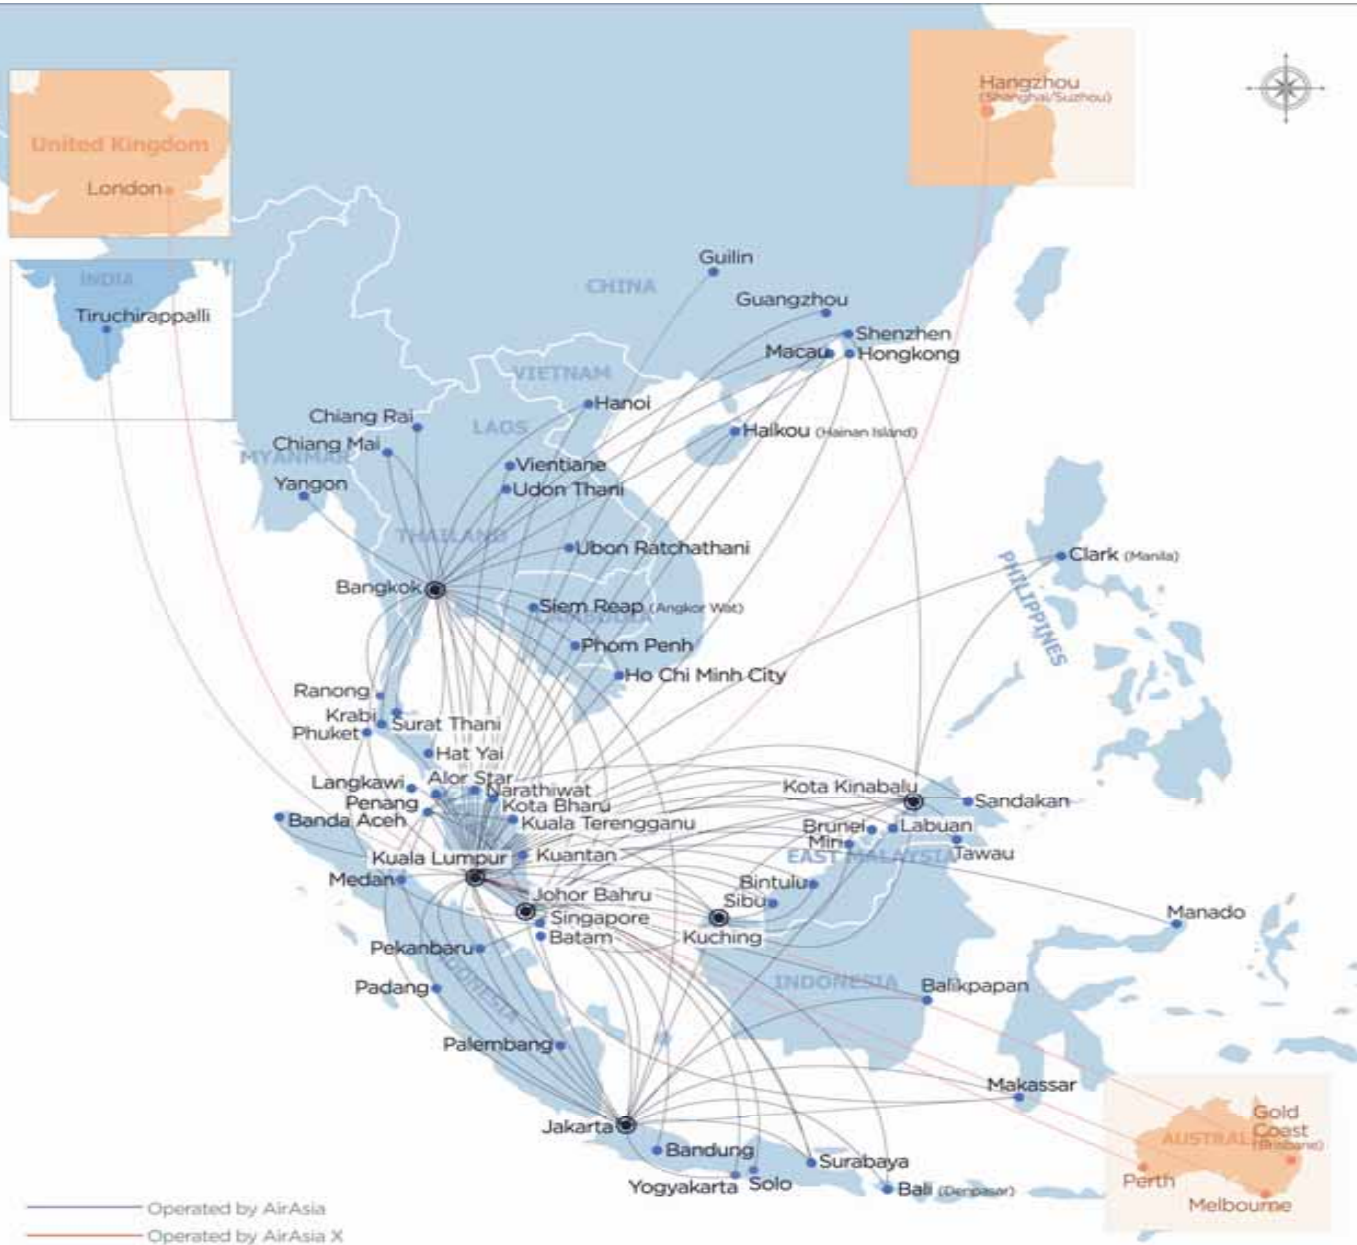 Hangzhou
(Shanghai/Suzhou)
United Kingdom
London
INDIA
Tiruchirappalli
Guilin
CHINA
Guangzhou
Shenzhen
Macau
Hongkong
VIETNAM
Hanoi
Chiang Rai
LAOS
Haikou (Hainan Island)
Chiang Mai
MYANMAR
Vientiane
Yangon
Udon Thani
THAILAND
Ubon Ratchathani
Clark (Manila)
PHILIPPINES
Bangkok
Siem Reap (Angkor Wat)
CAMBODIA
Phom Penh
Ho Chi Minh City
Ranong
Krabi
Surat Thani
Phuket
Hat Yai
Langkawi
Alor Star
Narathiwat
Kota Kinabalu
Penang
Kota Bharu
Sandakan
Banda Aceh
Kuala Terengganu
Brunei
Labuan
Miri
Kuala Lumpur
Kuantan
EAST MALAYSIA
Tawau
Medan
Bintulu
Johor Bahru
Sibu
Singapore
Manado
Batam
Kuching
Pekanbaru
INDONESIA
INDONESIA
Padang
Balikpapan
Palembang
Makassar
Jakarta
Gold
Coast
(Brisbane)
AUSTRALIA
Bandung
Surabaya
Perth
Yogyakarta
Solo
Bali (Denpasar)
Melbourne
Operated by AirAsia
Operated by AirAsia X